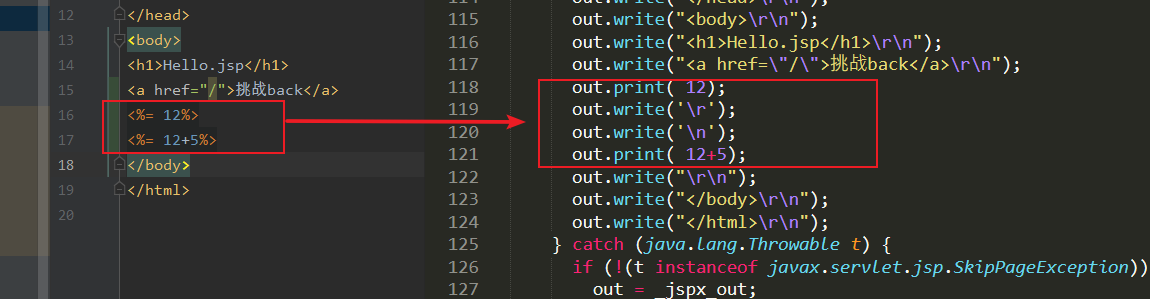 12 </head>
13 <body>
14 <h1>Hello.jsp</h1>
15 <a href="/">挑战back</a>
16 <%= 12%>
17 <%= 12+5%>
18 </body>
19 </html>
20
115 out.write("<body>\r\n");
116 out.write("<h1>Hello.jsp</h1>\r\n");
117 out.write("<a href=\"/\">挑战back</a>\r\n");
118 out.print( 12);
119 out.write('\r');
120 out.write('\n');
121 out.print( 12+5);
122 out.write("\r\n");
123 out.write("</body>\r\n");
124 out.write("</html>\r\n");
125 } catch (java.lang.Throwable t) {
126 if (!(t instanceof javax.servlet.jsp.SkipPageException))
127 out = _jspx_out;